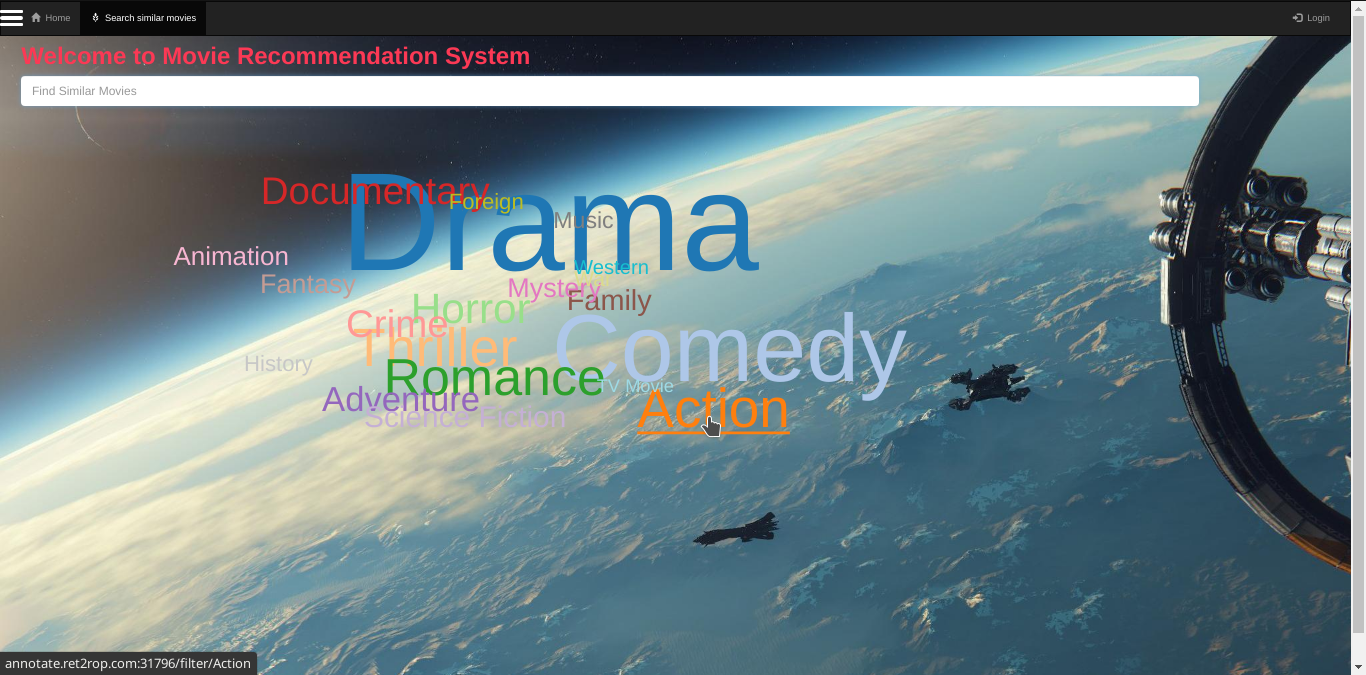 Home
Search similar movies
Login
Welcome to Movie Recommendation System
Find Similar Movies
Documentary
Drama
Foreign
Music
Animation
Western
Fantasy
Mystery
Family
Horror
Crime
Thriller
Comedy
History
Romance
TV Movie
Adventure
Action
Science Fiction
annotate.ret2rop.com:31796/filter/Action